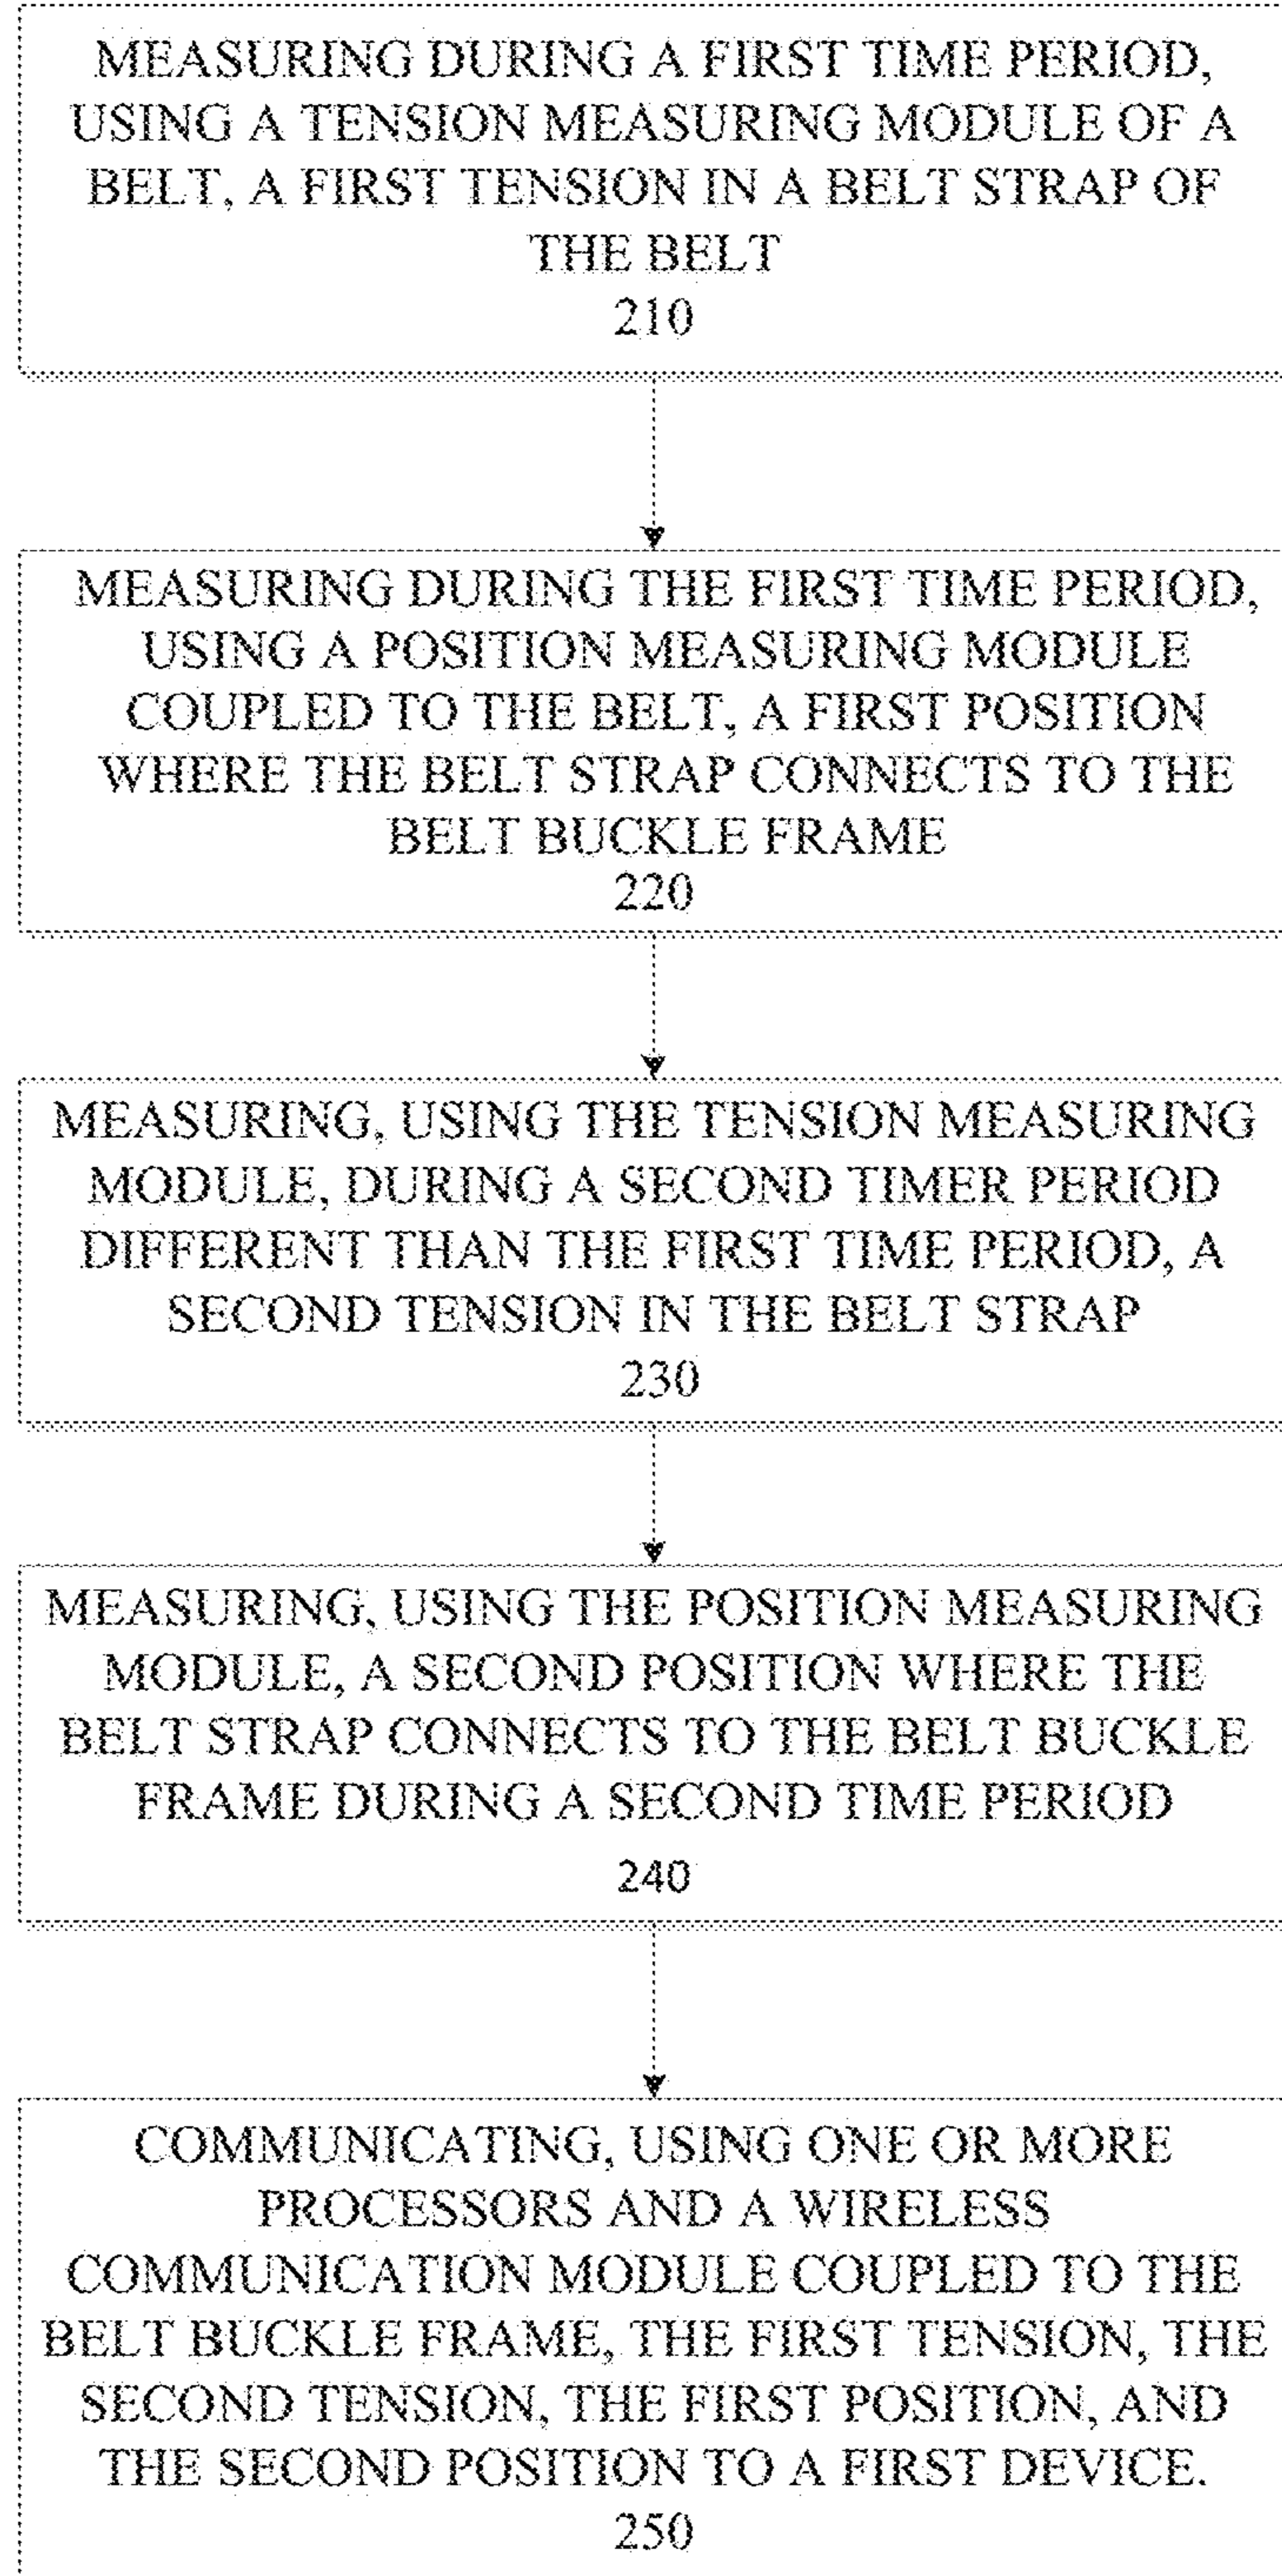 MEASURING DURING A FIRST TIME PERIOD,
USING A TENSION MEASURING MODULE OF A
BELT, A FIRST TENSION IN A BELT STRAP OF
THE BELT
210
MEASURING DURING THE FIRST TIME PERIOD,
USING A POSITION MEASURING MODULE
COUPLED TO THE BELT, A FIRST POSITION
WHERE THE BELT STRAP CONNECTS TO THE
BELT BUCKLE FRAME
220
MEASURING, USING THE TENSION MEASURING
MODULE, DURING A SECOND TIMER PERIOD
DIFFERENT THAN THE FIRST TIME PERIOD, A
SECOND TENSION IN THE BELT STRAP
230
MEASURING, USING THE POSITION MEASURING
MODULE, A SECOND POSITION WHERE THE
BELT STRAP CONNECTS TO THE BELT BUCKLE
FRAME DURING A SECOND TIME PERIOD
240
COMMUNICATING, USING ONE OR MORE
PROCESSORS AND A WIRELESS
COMMUNICATION MODULE COUPLED TO THE
BELT BUCKLE FRAME, THE FIRST TENSION, THE
SECOND TENSION, THE FIRST POSITION, AND
THE SECOND POSITION TO A FIRST DEVICE.
250